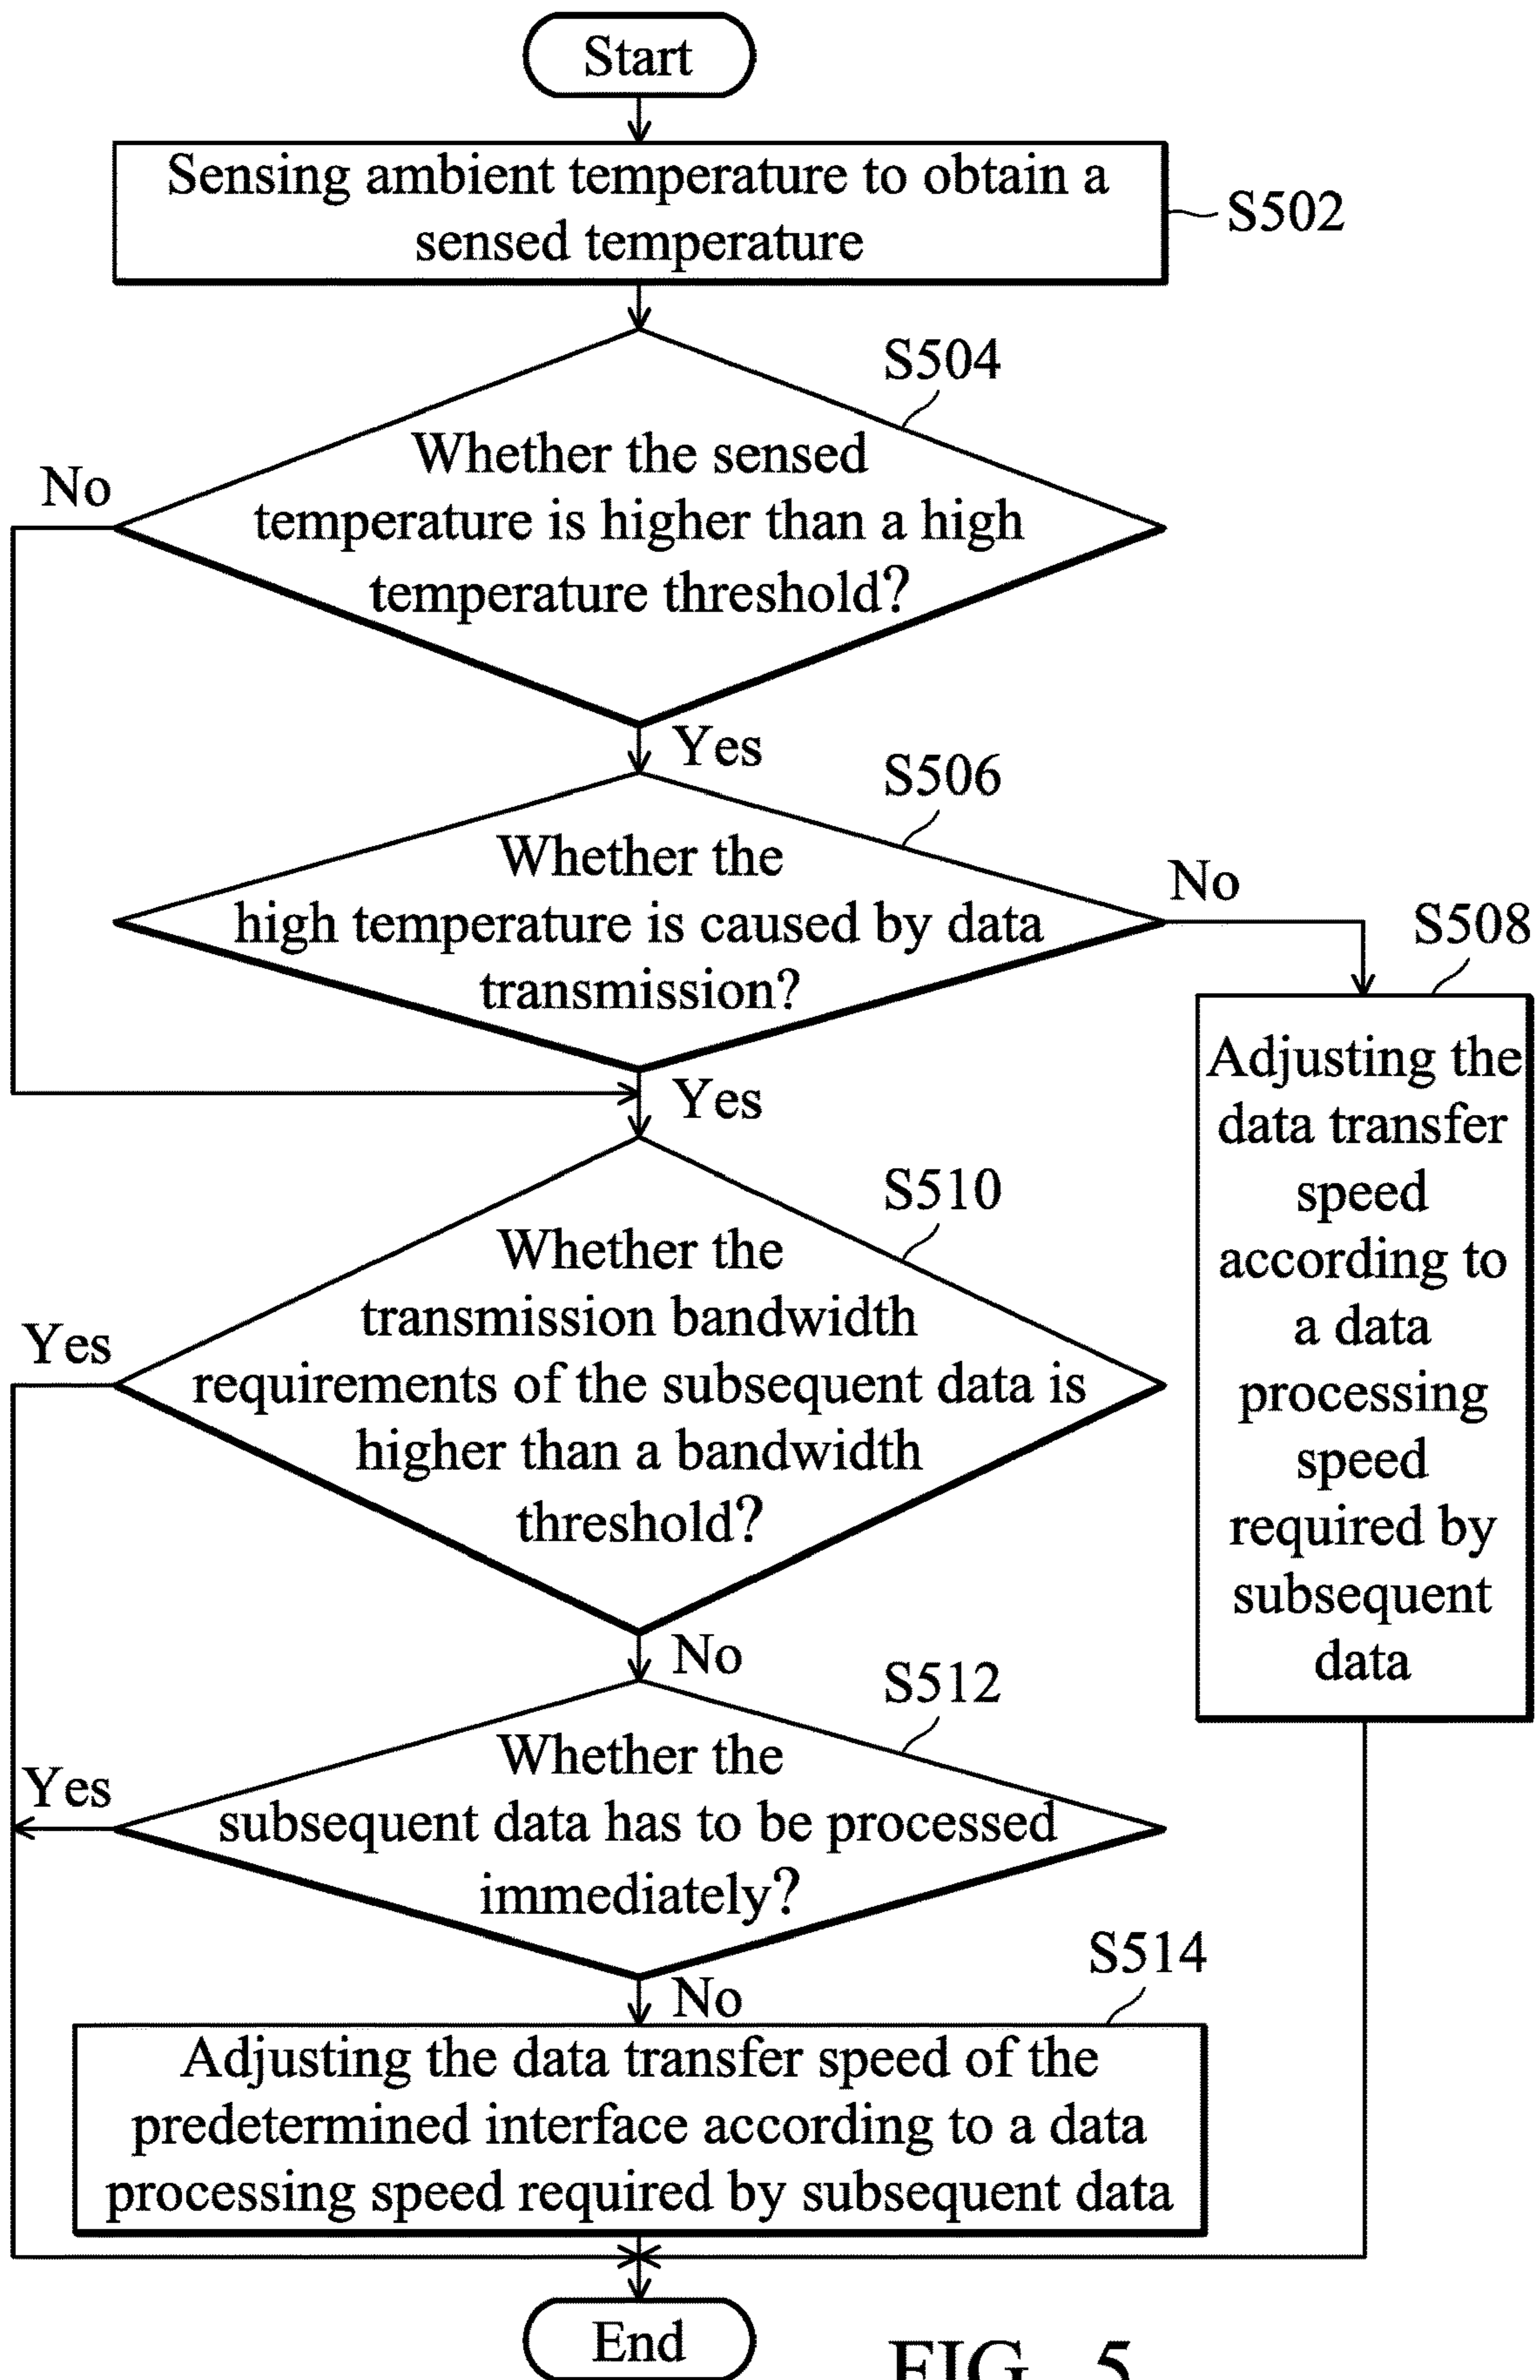 Start
Sensing ambient temperature to obtain a
sensed temperature
S502
S504
Whether the sensed
temperature is higher than a high
temperature threshold?
No
Yes
S506
Whether the
high temperature is caused by data
transmission?
No
Yes
S508
Adjusting the
data transfer
speed
according to
a data
processing
speed
required by
subsequent
data
S510
Whether the
transmission bandwidth
requirements of the subsequent data is
higher than a bandwidth
threshold?
Yes
No
S512
Whether the
subsequent data has to be processed
immediately?
Yes
No
S514
Adjusting the data transfer speed of the
predetermined interface according to a data
processing speed required by subsequent data
End
FIG. 5